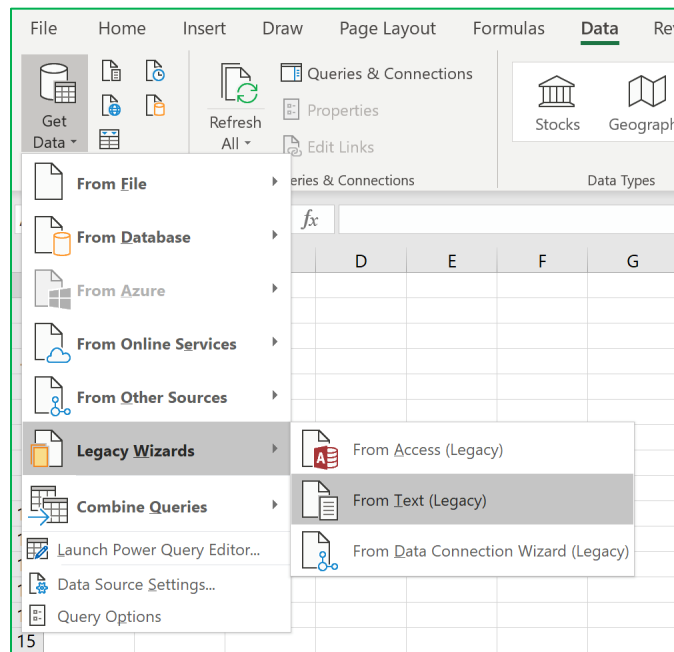 File Home Insert Draw Page Layout Formulas Data Re
Get
Data
Refresh
All
Queries & Connections
Properties
Edit Links
eries & Connections
Stocks
Geograph
Data Types
fx
D E F G
From File
From Database
From Azure
From Online Services
From Other Sources
Legacy Wizards
Combine Queries
Launch Power Query Editor...
Data Source Settings...
Query Options
From Access (Legacy)
From Text (Legacy)
From Data Connection Wizard (Legacy)
15